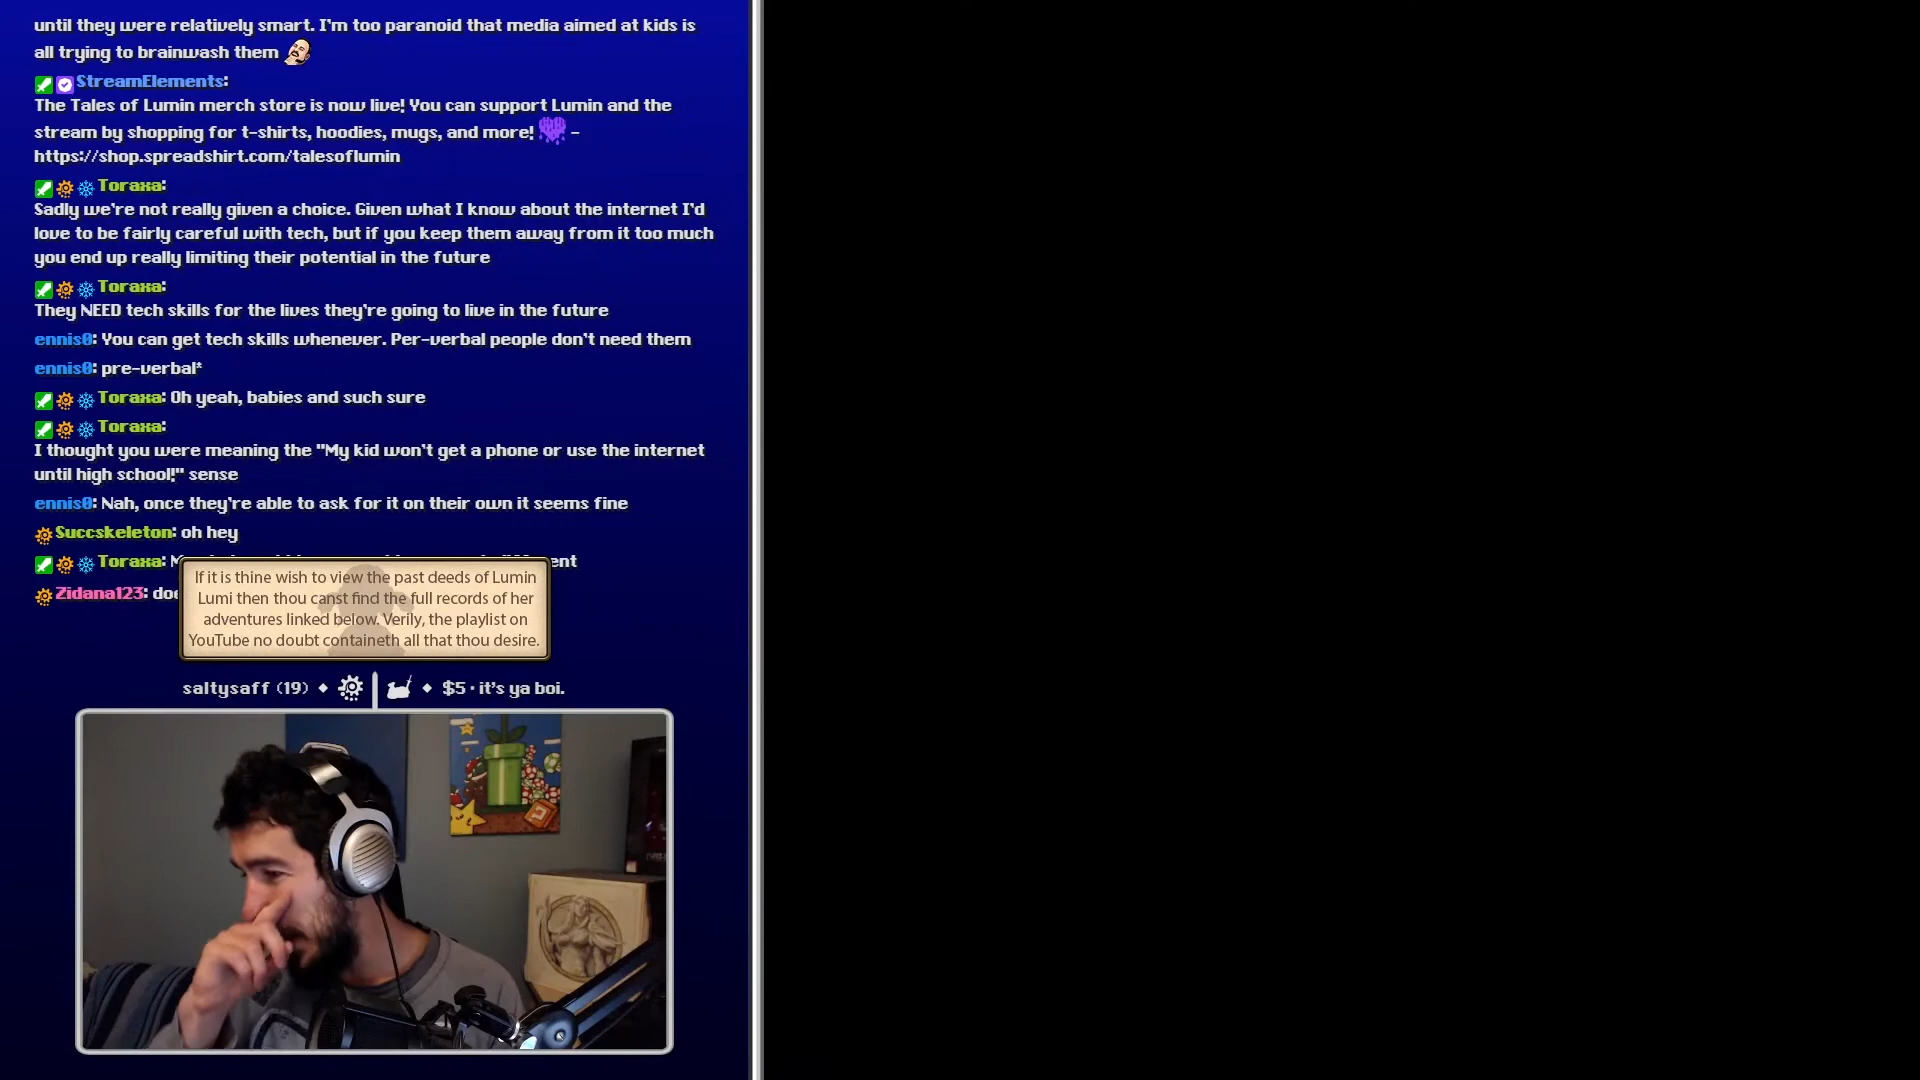 until they were relatively smart. I'm too paranoid that media aimed at kids is
all trying to brainwash them
StreamElements:
The Tales of Lumin merch store is now live! You can support Lumin and the
stream by shopping for t-shirts, hoodies, mugs, and more! -
https://shop.spreadshirt.com/talesoflumin
Toraxa:
Sadly we're not really given a choice. Given what I know about the internet I'd
love to be fairly careful with tech, but if you keep them away from it too much
you end up really limiting their potential in the future
Toraxa:
They NEED tech skills for the lives they're going to live in the future
ennis0: You can get tech skills whenever. Per-verbal people don't need them
ennis0: pre-verbal*
Toraxa: Oh yeah, babies and such sure
Toraxa:
I thought you were meaning the "My kid won't get a phone or use the internet
until high school!" sense
ennis0: Nah, once they're able to ask for it on their own it seems fine
Succskeleton: oh hey
Toraxa:
Zidana123:
If it is thine wish to view the past deeds of Lumin
Lumi then thou canst find the full records of her
adventures linked below. Verily, the playlist on
YouTube no doubt containeth all that thou desire.
saltysaff (19) ◆ ◆ $5 · it's ya boi.